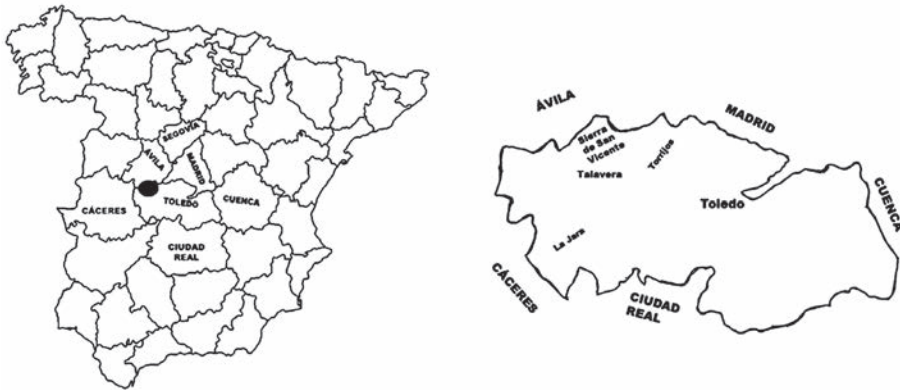 SEGOVIA
ÁVILA
MADRID
CÁCERES
TOLEDO
CUENCA
CIUDAD
REAL
ÁVILA
MADRID
Sierra
de San
Vicente
Torrijos
Talavera
Toledo
CUENCA
La Jara
CÁCERES
CIUDAD
REAL